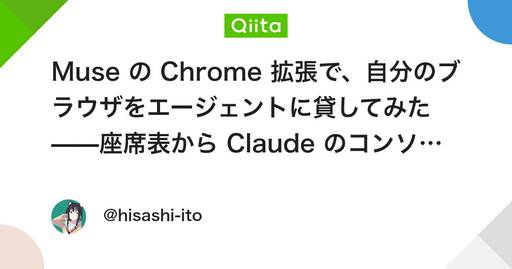 Qiita
Muse の Chrome 拡張で、自分のブ
ラウザをエージェントに貸してみた
——座席表から Claude のコンソ…
@hisashi-ito